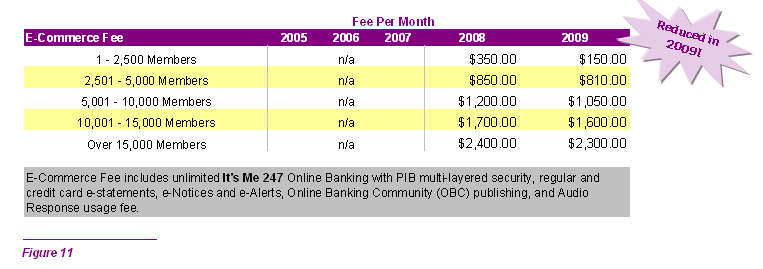 Fee Per Month
E-Commerce Fee 2005 2006 2007 2008 2009
Reduced in
2009!
1 - 2,500 Members n/a $350.00 $150.00
2,501 - 5,000 Members n/a $850.00 $810.00
5,001 - 10,000 Members n/a $1,200.00 $1,050.00
10,001 - 15,000 Members n/a $1,700.00 $1,600.00
Over 15,000 Members n/a $2,400.00 $2,300.00
E-Commerce Fee includes unlimited It's Me 247 Online Banking with PIB multi-layered security, regular and
credit card e-statements, e-Notices and e-Alerts, Online Banking Community (OBC) publishing, and Audio
Response usage fee.
Figure 11